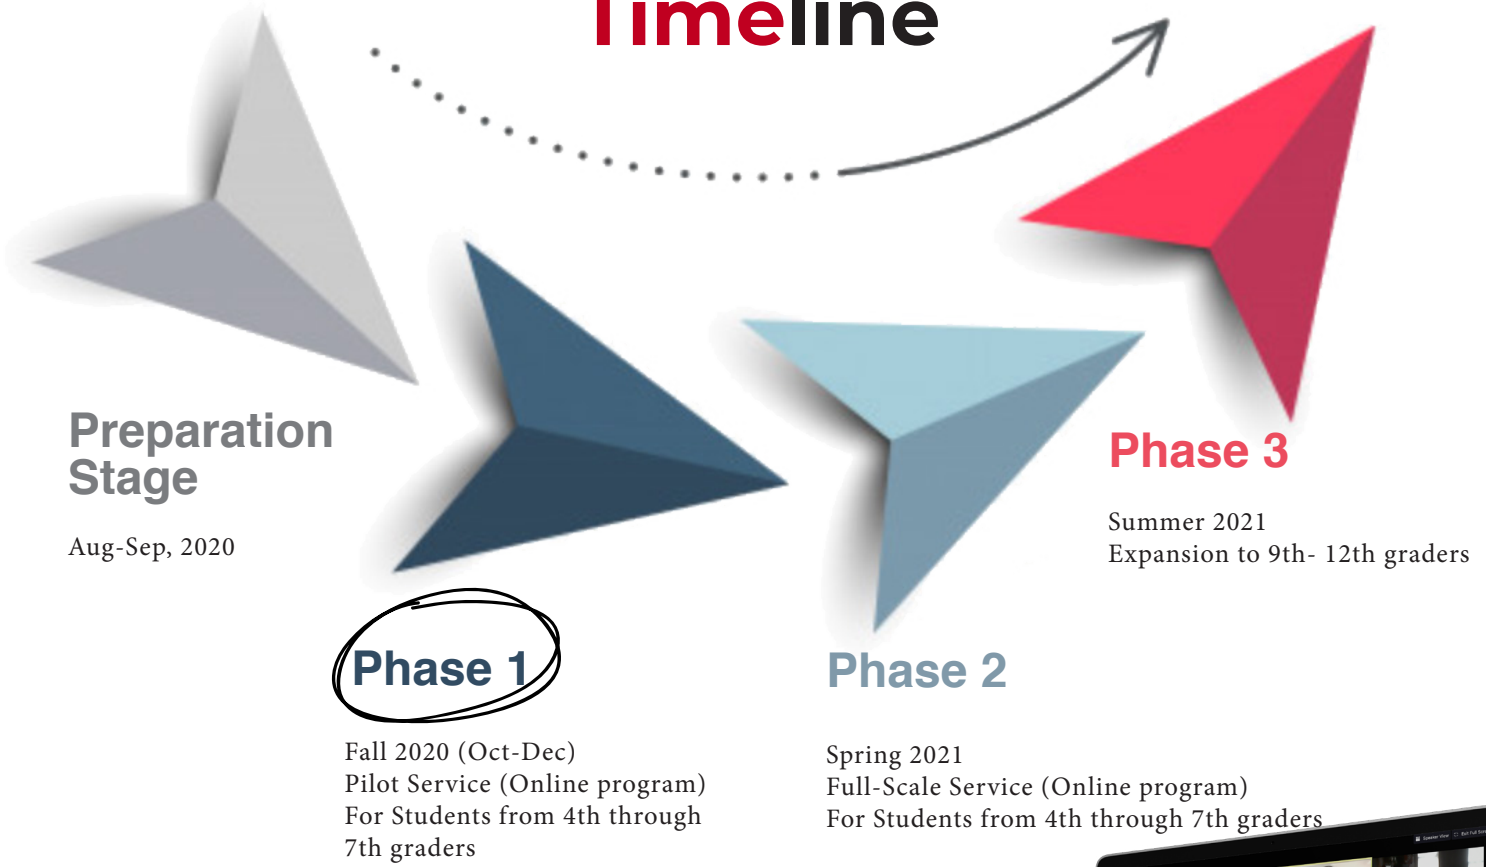 Timeline
Preparation
Stage
Aug-Sep, 2020
Phase 1
Fall 2020 (Oct-Dec)
Pilot Service (Online program)
For Students from 4th through
7th graders
Phase 2
Spring 2021
Full-Scale Service (Online program)
For Students from 4th through 7th graders
Phase 3
Summer 2021
Expansion to 9th- 12th graders